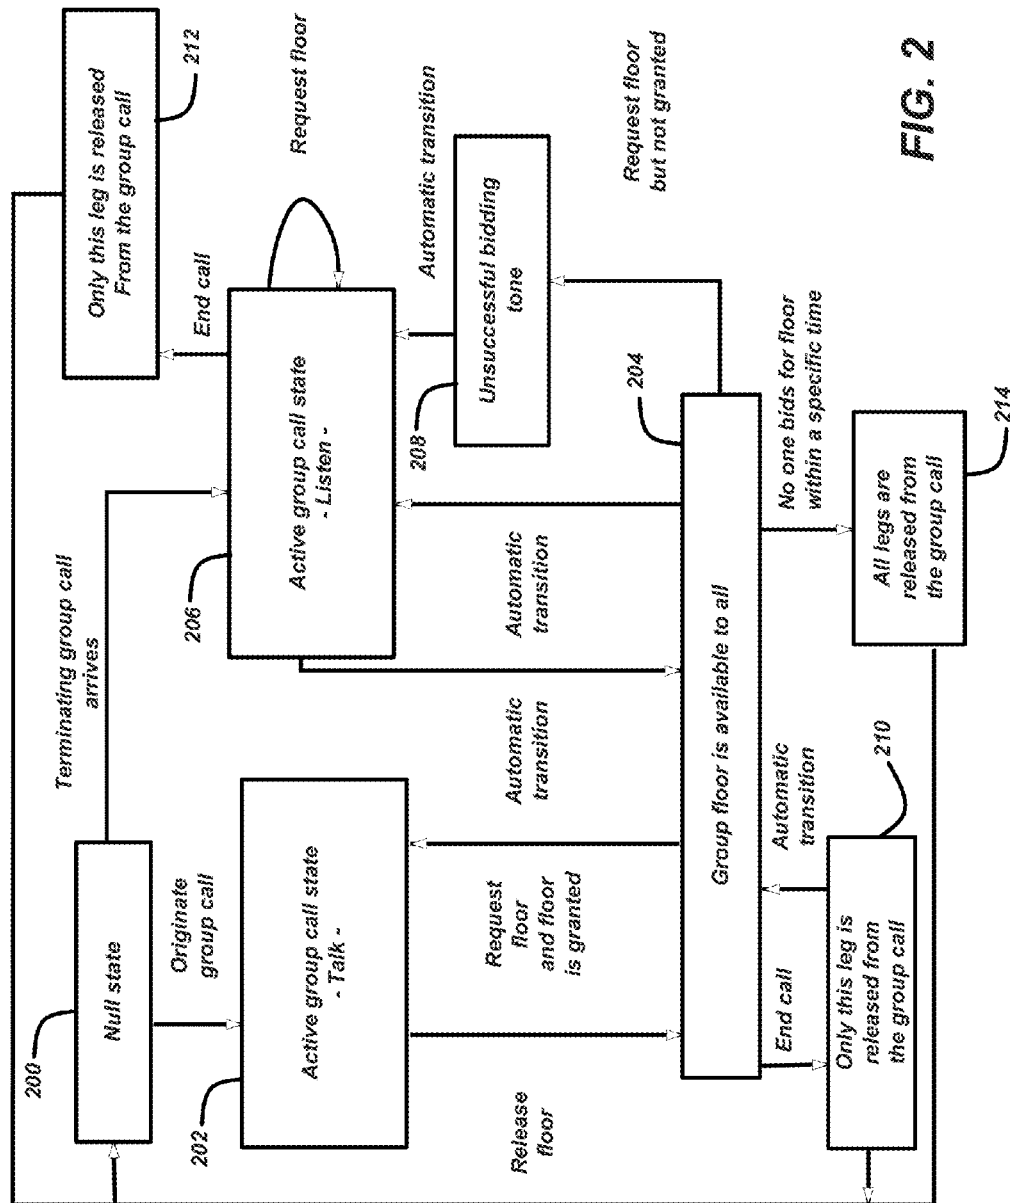 Only this leg is released
From the group call
212
Terminating group call
arrives
End call
Request floor
200
Null state
Originate
group call
206
Active group call state
- Listen -
Automatic transition
202
Active group call state
- Talk -
208
Unsuccessful bidding
tone
Request floor
but not granted
Release
floor
Request
floor
and floor
is granted
Automatic
transition
Automatic
transition
204
Group floor is available to all
End call
Automatic
transition
210
No one bids for floor
within a specific time
Only this leg is
released from
the group call
All legs are
released from
the group call
214
FIG. 2